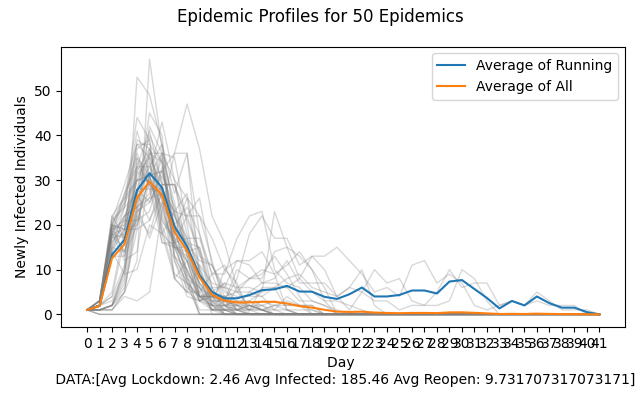 Epidemic Profiles for 50 Epidemics
Average of Running
Average of All
Newly Infected Individuals
50
40
30
20
10
0
0 1 2 3 4 5 6 7 8 9 10 11 12 13 14 15 16 17 18 19 20 21 22 23 24 25 26 27 28 29 30 31 32 33 34 35 36 37 38 39 40 41
Day
DATA:[Avg Lockdown: 2.46 Avg Infected: 185.46 Avg Reopen: 9.731707317073171]